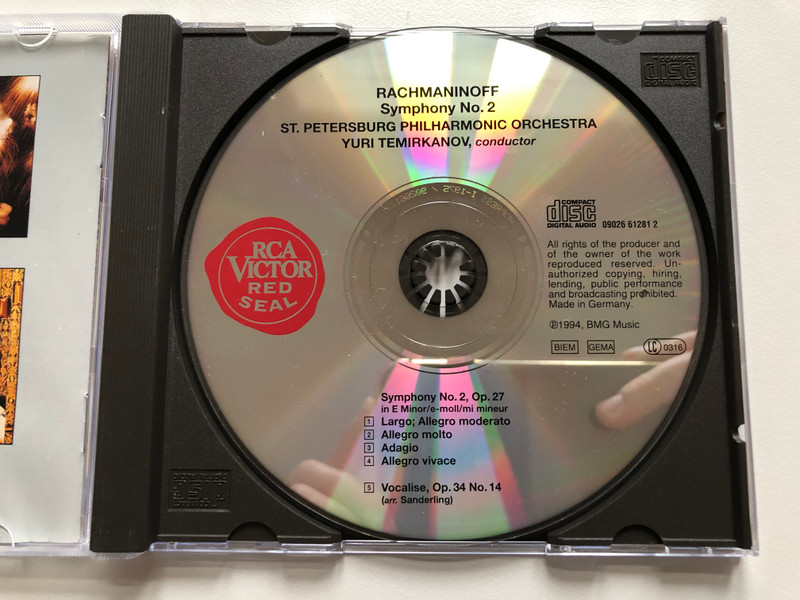 RACHMANINOFF
Symphony No. 2
ST. PETERSBURG PHILHARMONIC ORCHESTRA
YURI TEMIRKANOV, conductor
COMPACT
disc
DIGITAL AUDIO
09026 61281 2
RCA
VICTOR
RED
SEAL
All rights of the producer and
of the owner of the work
reproduced reserved. Un-
authorized copying, hiring,
lending, public performance
and broadcasting prohibited.
Made in Germany.
℗1994, BMG Music
BIEM GEMA LC 0316
Symphony No. 2, Op. 27
in E Minor/e-moll/mi mineur
1 Largo; Allegro moderato
2 Allegro molto
3 Adagio
4 Allegro vivace
5 Vocalise, Op. 34 No. 14
(arr. Sanderling)
COMPACT
disc
DIGITAL AUDIO